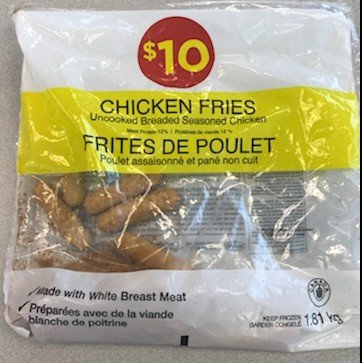 $10
CHICKEN FRIES
Uncooked Breaded Seasoned Chicken
Meat Protein 12% | Protéines de viande 12 %
FRITES DE POULET
Poulet assaisonné et pané non cuit
Made with White Breast Meat
Préparées avec de la viande
blanche de poitrine
CANADA
KEEP FROZEN
GARDER CONGELÉ
1.81 kg